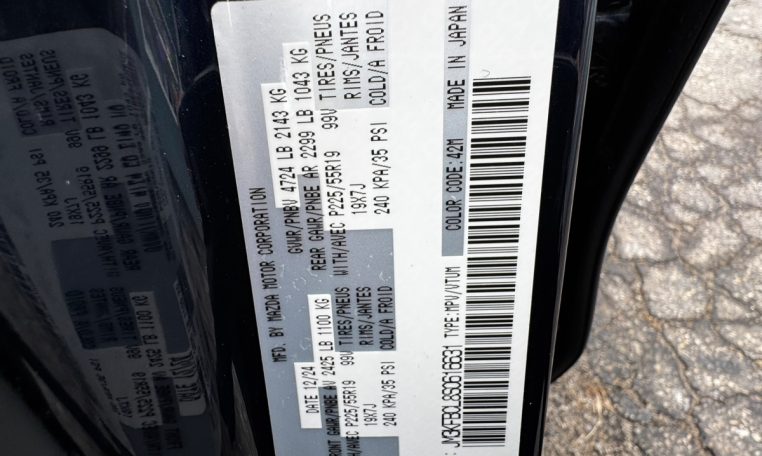 MFD. BY MAZDA MOTOR CORPORATION
DATE 12/24 GVWR/PNBV 4724 LB 2143 KG
FRONT GAWR/PNBE AV 2425 LB 1100 KG REAR GAWR/PNBE AR 2299 LB 1043 KG
WITH/AVEC P225/55R19 99V TIRES/PNEUS WITH/AVEC P225/55R19 99V TIRES/PNEUS
19X7J RIMS/JANTES 19X7J RIMS/JANTES
240 KPA/35 PSI COLD/A FROID 240 KPA/35 PSI COLD/A FROID
: TYPE:MPV/VTUM COLOR CODE:42M MADE IN JAPAN